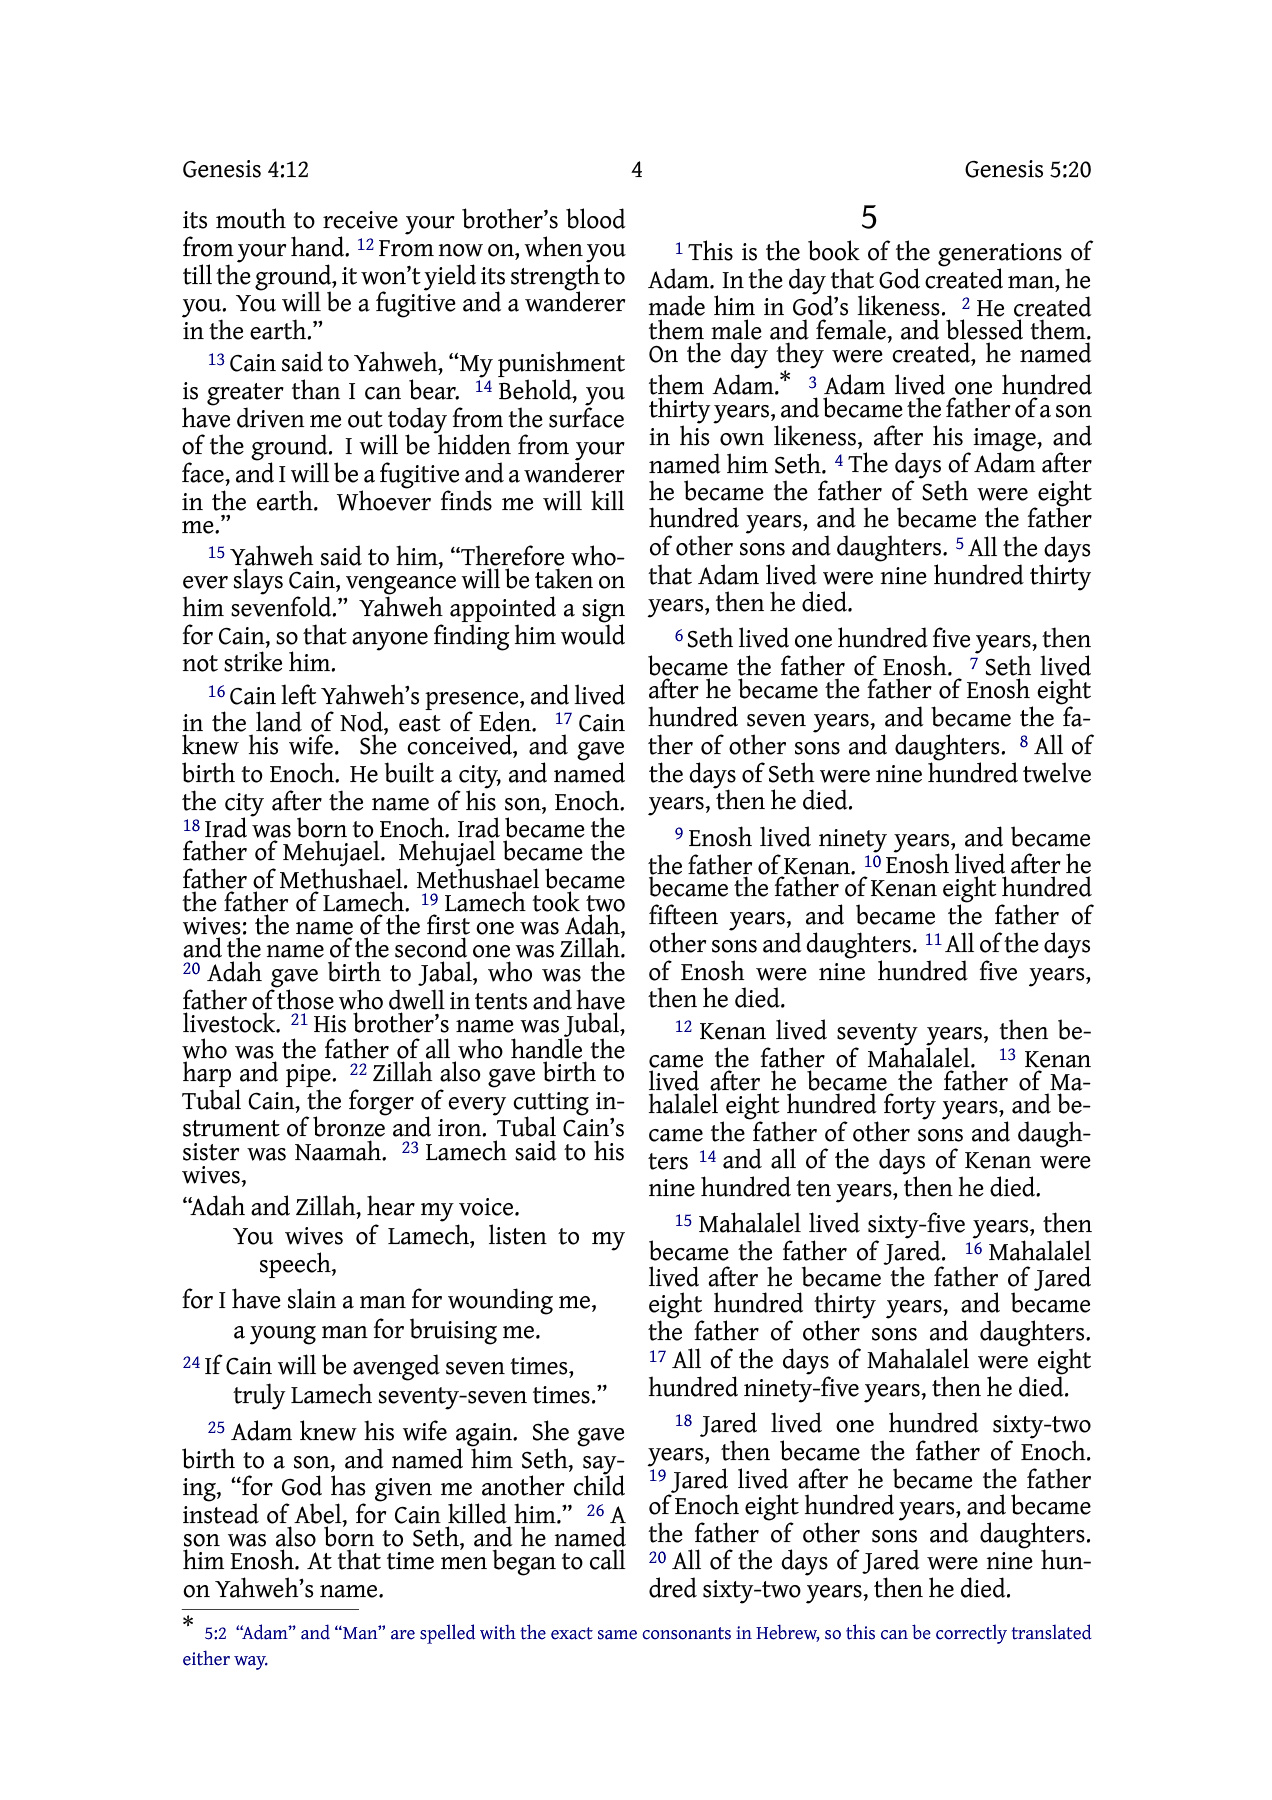 Genesis 4:12 4 Genesis 5:20
its mouth to receive your brother’s blood
from your hand. 12 From now on, when you
till the ground, it won’t yield its strength to
you. You will be a fugitive and a wanderer
in the earth.”
13 Cain said to Yahweh, “My punishment
is greater than I can bear. 14 Behold, you
have driven me out today from the surface
of the ground. I will be hidden from your
face, and I will be a fugitive and a wanderer
in the earth. Whoever finds me will kill
me.”
15 Yahweh said to him, “Therefore who-
ever slays Cain, vengeance will be taken on
him sevenfold.” Yahweh appointed a sign
for Cain, so that anyone finding him would
not strike him.
16 Cain left Yahweh’s presence, and lived
in the land of Nod, east of Eden. 17 Cain
knew his wife. She conceived, and gave
birth to Enoch. He built a city, and named
the city after the name of his son, Enoch.
18 Irad was born to Enoch. Irad became the
father of Mehujael. Mehujael became the
father of Methushael. Methushael became
the father of Lamech. 19 Lamech took two
wives: the name of the first one was Adah,
and the name of the second one was Zillah.
20 Adah gave birth to Jabal, who was the
father of those who dwell in tents and have
livestock. 21 His brother’s name was Jubal,
who was the father of all who handle the
harp and pipe. 22 Zillah also gave birth to
Tubal Cain, the forger of every cutting in-
strument of bronze and iron. Tubal Cain’s
sister was Naamah. 23 Lamech said to his
wives,
“Adah and Zillah, hear my voice.
You wives of Lamech, listen to my
speech,
for I have slain a man for wounding me,
a young man for bruising me.
24 If Cain will be avenged seven times,
truly Lamech seventy-seven times.”
25 Adam knew his wife again. She gave
birth to a son, and named him Seth, say-
ing, “for God has given me another child
instead of Abel, for Cain killed him.” 26 A
son was also born to Seth, and he named
him Enosh. At that time men began to call
on Yahweh’s name.
5
1 This is the book of the generations of
Adam. In the day that God created man, he
made him in God’s likeness. 2 He created
them male and female, and blessed them.
On the day they were created, he named
them Adam.* 3 Adam lived one hundred
thirty years, and became the father of a son
in his own likeness, after his image, and
named him Seth. 4 The days of Adam after
he became the father of Seth were eight
hundred years, and he became the father
of other sons and daughters. 5 All the days
that Adam lived were nine hundred thirty
years, then he died.
6 Seth lived one hundred five years, then
became the father of Enosh. 7 Seth lived
after he became the father of Enosh eight
hundred seven years, and became the fa-
ther of other sons and daughters. 8 All of
the days of Seth were nine hundred twelve
years, then he died.
9 Enosh lived ninety years, and became
the father of Kenan. 10 Enosh lived after he
became the father of Kenan eight hundred
fifteen years, and became the father of
other sons and daughters. 11 All of the days
of Enosh were nine hundred five years,
then he died.
12 Kenan lived seventy years, then be-
came the father of Mahalalel. 13 Kenan
lived after he became the father of Ma-
halalel eight hundred forty years, and be-
came the father of other sons and daugh-
ters 14 and all of the days of Kenan were
nine hundred ten years, then he died.
15 Mahalalel lived sixty-five years, then
became the father of Jared. 16 Mahalalel
lived after he became the father of Jared
eight hundred thirty years, and became
the father of other sons and daughters.
17 All of the days of Mahalalel were eight
hundred ninety-five years, then he died.
18 Jared lived one hundred sixty-two
years, then became the father of Enoch.
19 Jared lived after he became the father
of Enoch eight hundred years, and became
the father of other sons and daughters.
20 All of the days of Jared were nine hun-
dred sixty-two years, then he died.
* 5:2 “Adam” and “Man” are spelled with the exact same consonants in Hebrew, so this can be correctly translated
either way.